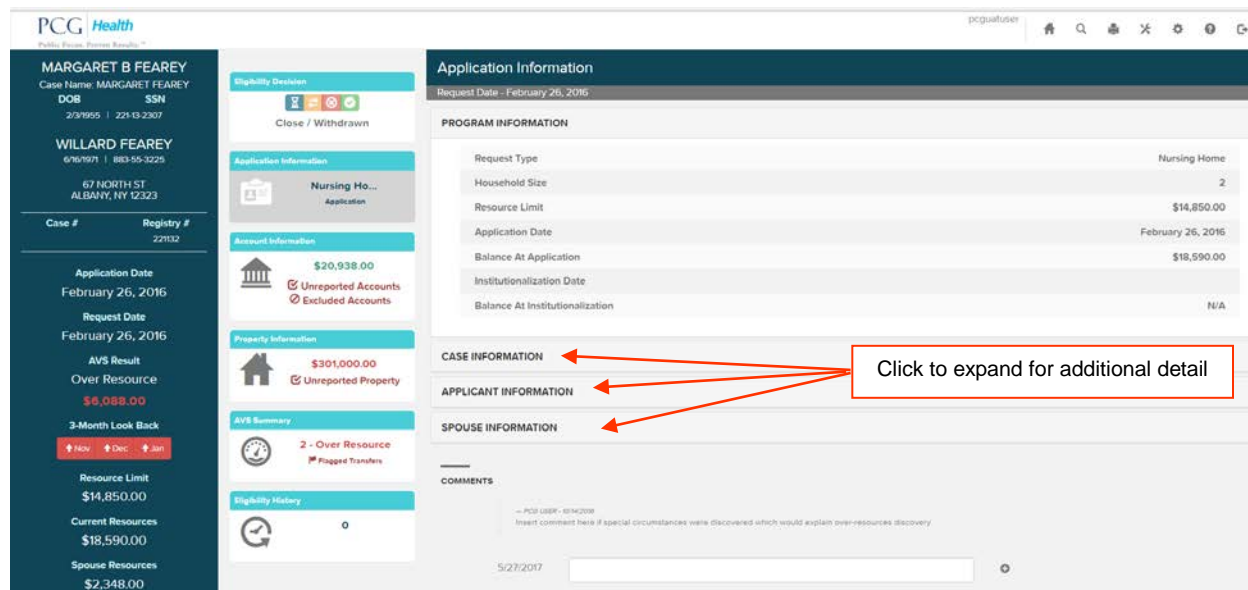 PCG Health
Public Focus. Proven Results.™
pcguatuser
MARGARET B FEAREY
Case Name: MARGARET FEAREY
DOB SSN
2/3/1955 | 221-13-2307
WILLARD FEAREY
6/16/1971 | 883-55-3225
67 NORTH ST
ALBANY, NY 12323
Case # Registry #
221132
Application Date
February 26, 2016
Request Date
February 26, 2016
AVS Result
Over Resource
$6,088.00
3-Month Look Back
Nov Dec Jan
Resource Limit
$14,850.00
Current Resources
$18,590.00
Spouse Resources
$2,348.00
Eligibility Decision
Close / Withdrawn
Application Information
Nursing Ho...
Application
Account Information
$20,938.00
Unreported Accounts
Excluded Accounts
Property Information
$301,000.00
Unreported Property
AVS Summary
2 - Over Resource
Flagged Transfers
Eligibility History
0
Application Information
Request Date - February 26, 2016
PROGRAM INFORMATION
Request Type Nursing Home
Household Size 2
Resource Limit $14,850.00
Application Date February 26, 2016
Balance At Application $18,590.00
Institutionalization Date
Balance At Institutionalization N/A
CASE INFORMATION
Click to expand for additional detail
APPLICANT INFORMATION
SPOUSE INFORMATION
COMMENTS
— PCG USER -
Insert comment here if special circumstances were discovered which would explain over-resources discovery
5/27/2017